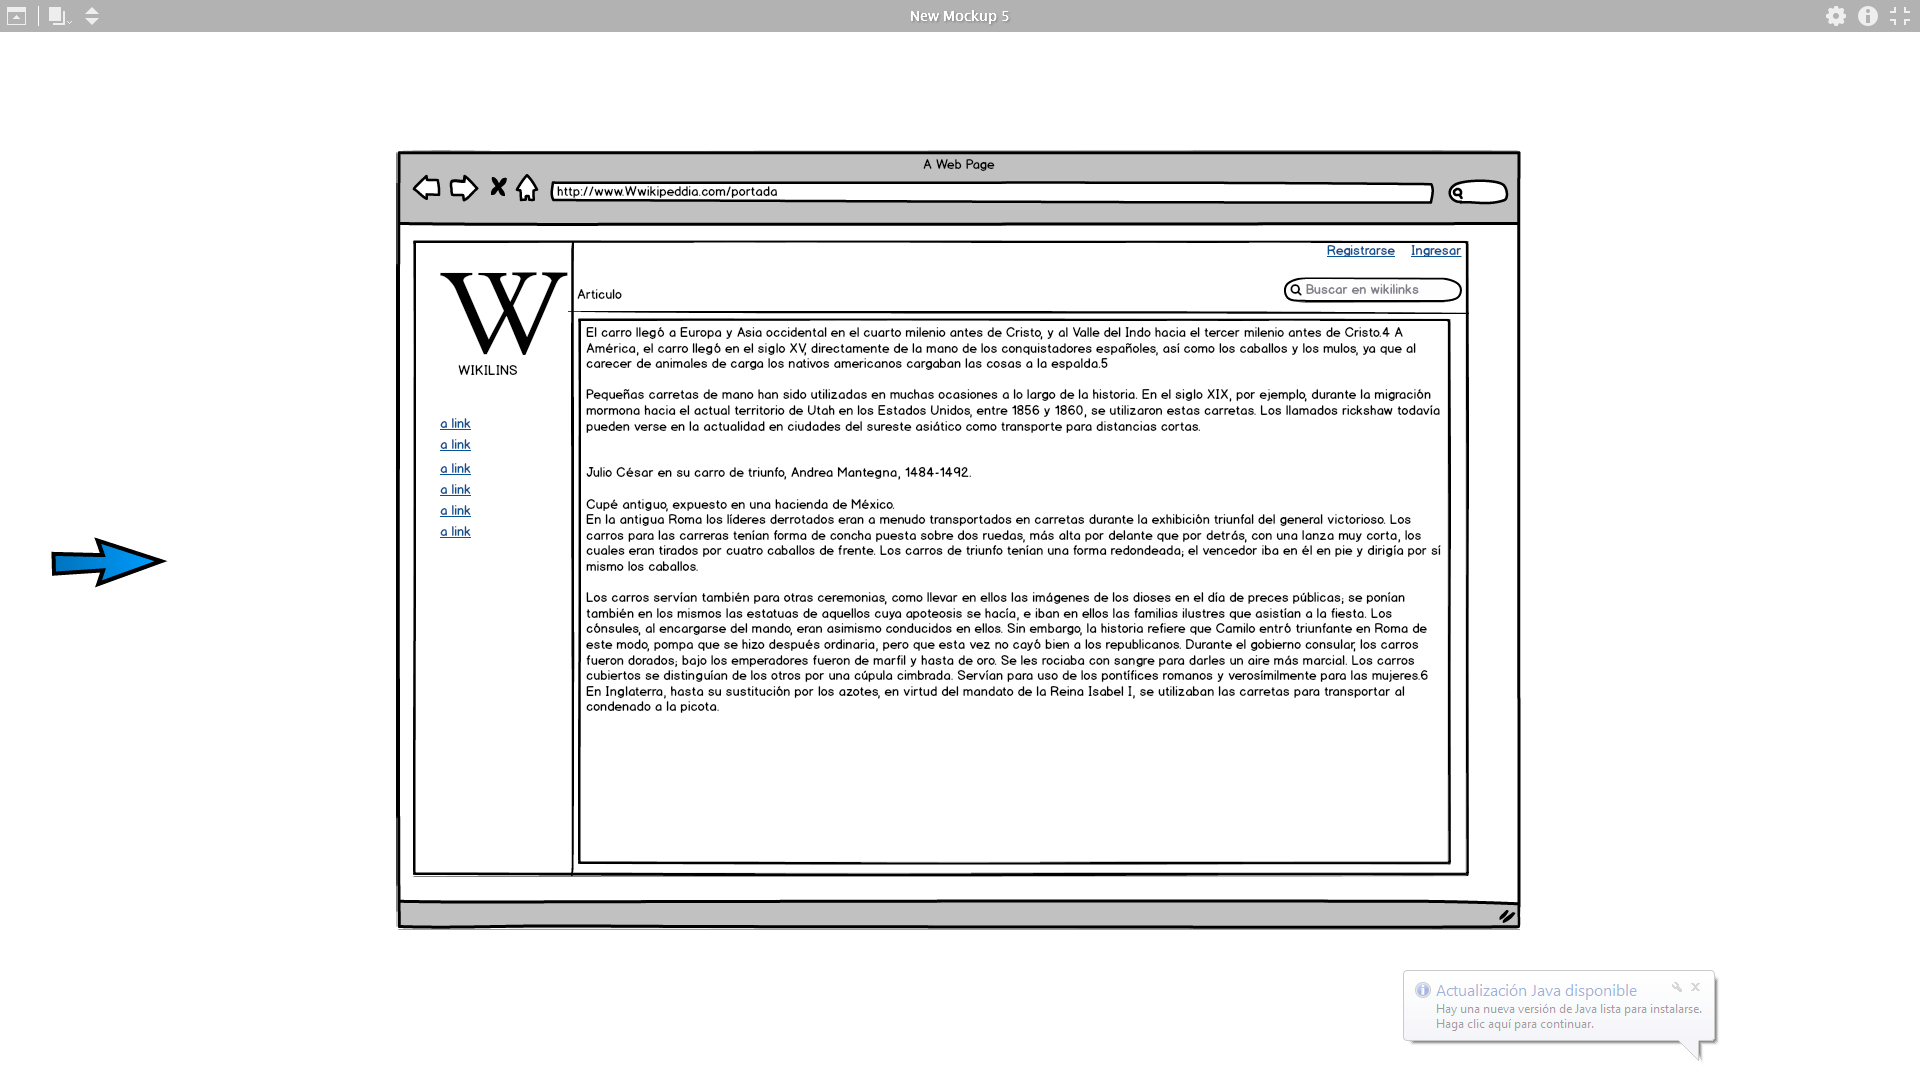 New Mockup 5
A Web Page
http://www.Wwikipeddia.com/portada
Registrarse Ingresar
W
Articulo
Buscar en wikilinks
WIKILINS
a link
a link
a link
a link
a link
a link
El carro llegó a Europa y Asia occidental en el cuarto milenio antes de Cristo, y al Valle del Indo hacia el tercer milenio antes de Cristo.4 A
América, el carro llegó en el siglo XV, directamente de la mano de los conquistadores españoles, así como los caballos y los mulos, ya que al
carecer de animales de carga los nativos americanos cargaban las cosas a la espalda.5
Pequeñas carretas de mano han sido utilizadas en muchas ocasiones a lo largo de la historia. En el siglo XIX, por ejemplo, durante la migración
mormona hacia el actual territorio de Utah en los Estados Unidos, entre 1856 y 1860, se utilizaron estas carretas. Los llamados rickshaw todavía
pueden verse en la actualidad en ciudades del sureste asiático como transporte para distancias cortas.
Julio César en su carro de triunfo, Andrea Mantegna, 1484-1492.
Cupé antiguo, expuesto en una hacienda de México.
En la antigua Roma los líderes derrotados eran a menudo transportados en carretas durante la exhibición triunfal del general victorioso. Los
carros para las carreras tenían forma de concha puesta sobre dos ruedas, más alta por delante que por detrás, con una lanza muy corta, los
cuales eran tirados por cuatro caballos de frente. Los carros de triunfo tenían una forma redondeada; el vencedor iba en él en pie y dirigía por sí
mismo los caballos.
Los carros servían también para otras ceremonias, como llevar en ellos las imágenes de los dioses en el día de preces públicas; se ponían
también en los mismos las estatuas de aquellos cuya apoteosis se hacía, e iban en ellos las familias ilustres que asistían a la fiesta. Los
cónsules, al encargarse del mando, eran asimismo conducidos en ellos. Sin embargo, la historia refiere que Camilo entró triunfante en Roma de
este modo, pompa que se hizo después ordinaria, pero que esta vez no cayó bien a los republicanos. Durante el gobierno consular, los carros
fueron dorados; bajo los emperadores fueron de marfil y hasta de oro. Se les rociaba con sangre para darles un aire más marcial. Los carros
cubiertos se distinguían de los otros por una cúpula cimbrada. Servían para uso de los pontífices romanos y verosímilmente para las mujeres.6
En Inglaterra, hasta su sustitución por los azotes, en virtud del mandato de la Reina Isabel I, se utilizaban las carretas para transportar al
condenado a la picota.
Actualización Java disponible
Hay una nueva versión de Java lista para instalarse.
Haga clic aquí para continuar.